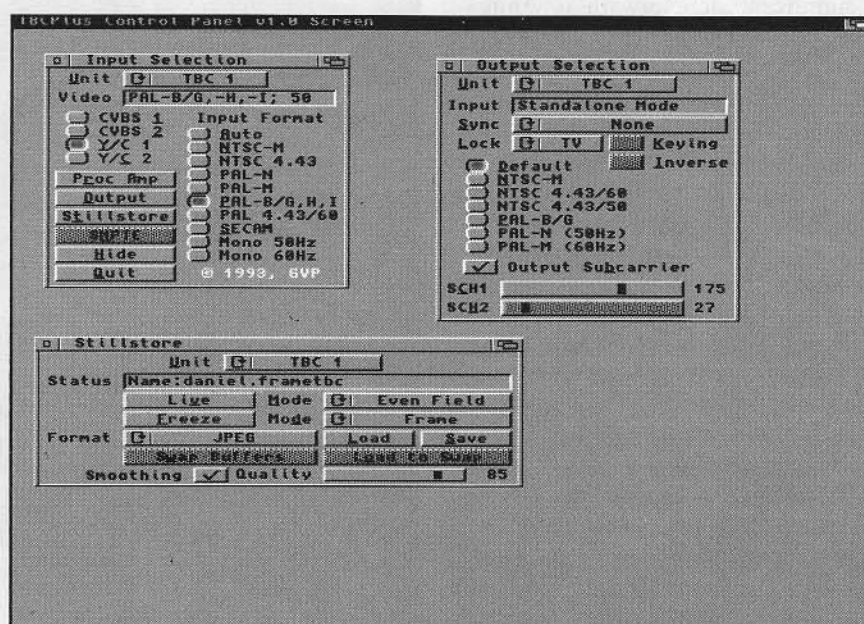 TBCPlus Control Panel v1.0 Screen
Input Selection
Unit TBC 1
Video PAL-B/G,-H,-I; 50
CVBS 1
CVBS 2
Y/C 1
Y/C 2
Input Format
Auto
NTSC-M
NTSC 4.43
PAL-N
PAL-M
PAL-B/G,H,I
PAL 4.43/60
SECAM
Mono 50Hz
Mono 60Hz
Proc Amp
Output
Stillstore
SMPTE
Hide
Quit
© 1993, GVP
Output Selection
Unit TBC 1
Input Standalone Mode
Sync None
Lock TV Keying
Inverse
Default
NTSC-M
NTSC 4.43/60
NTSC 4.43/50
PAL-B/G
PAL-N (50Hz)
PAL-M (60Hz)
Output Subcarrier
SCH1 175
SCH2 27
Stillstore
Unit TBC 1
Status Name:daniel.frametbc
Live Mode Even Field
Freeze Mode Frame
Format JPEG Load Save
Swap Buffers Load to Swap
Smoothing Quality 85